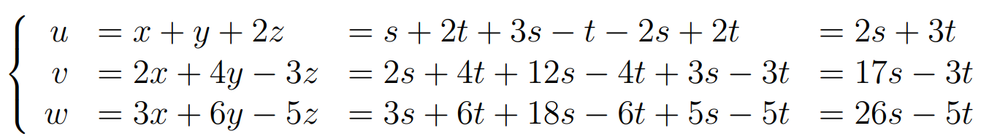 u = x + y + 2z = s + 2t + 3s − t − 2s + 2t = 2s + 3t
v = 2x + 4y − 3z = 2s + 4t + 12s − 4t + 3s − 3t = 17s − 3t
w = 3x + 6y − 5z = 3s + 6t + 18s − 6t + 5s − 5t = 26s − 5t